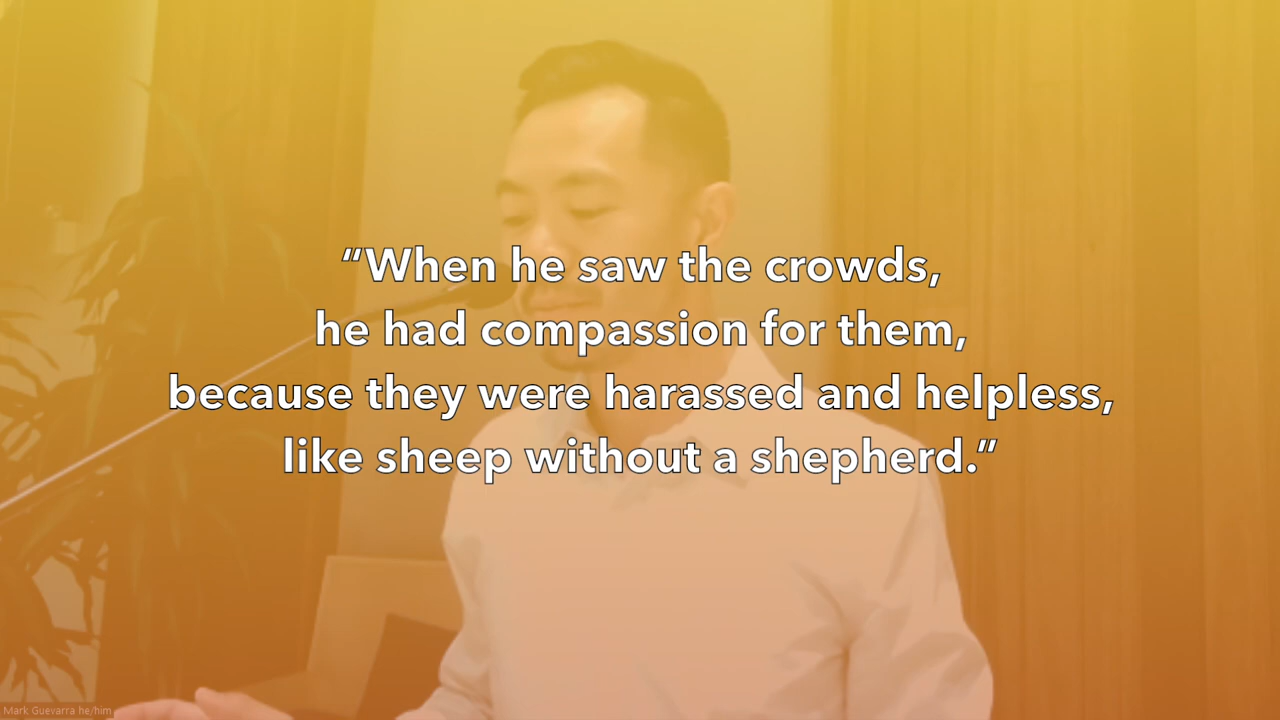 “When he saw the crowds,
he had compassion for them,
because they were harassed and helpless,
like sheep without a shepherd.”
Mark Guevarra he/him